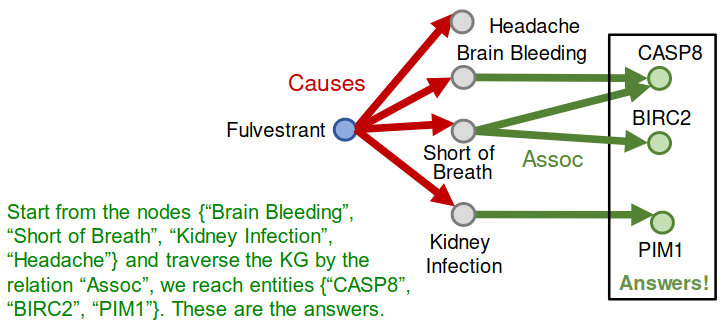 Headache
Brain Bleeding
CASP8
Causes
BIRC2
Fulvestrant
Short of
Breath
Assoc
Kidney
Infection
PIM1
Answers!
Start from the nodes {“Brain Bleeding”,
“Short of Breath”, “Kidney Infection”,
“Headache”} and traverse the KG by the
relation “Assoc”, we reach entities {“CASP8”,
“BIRC2”, “PIM1”}. These are the answers.